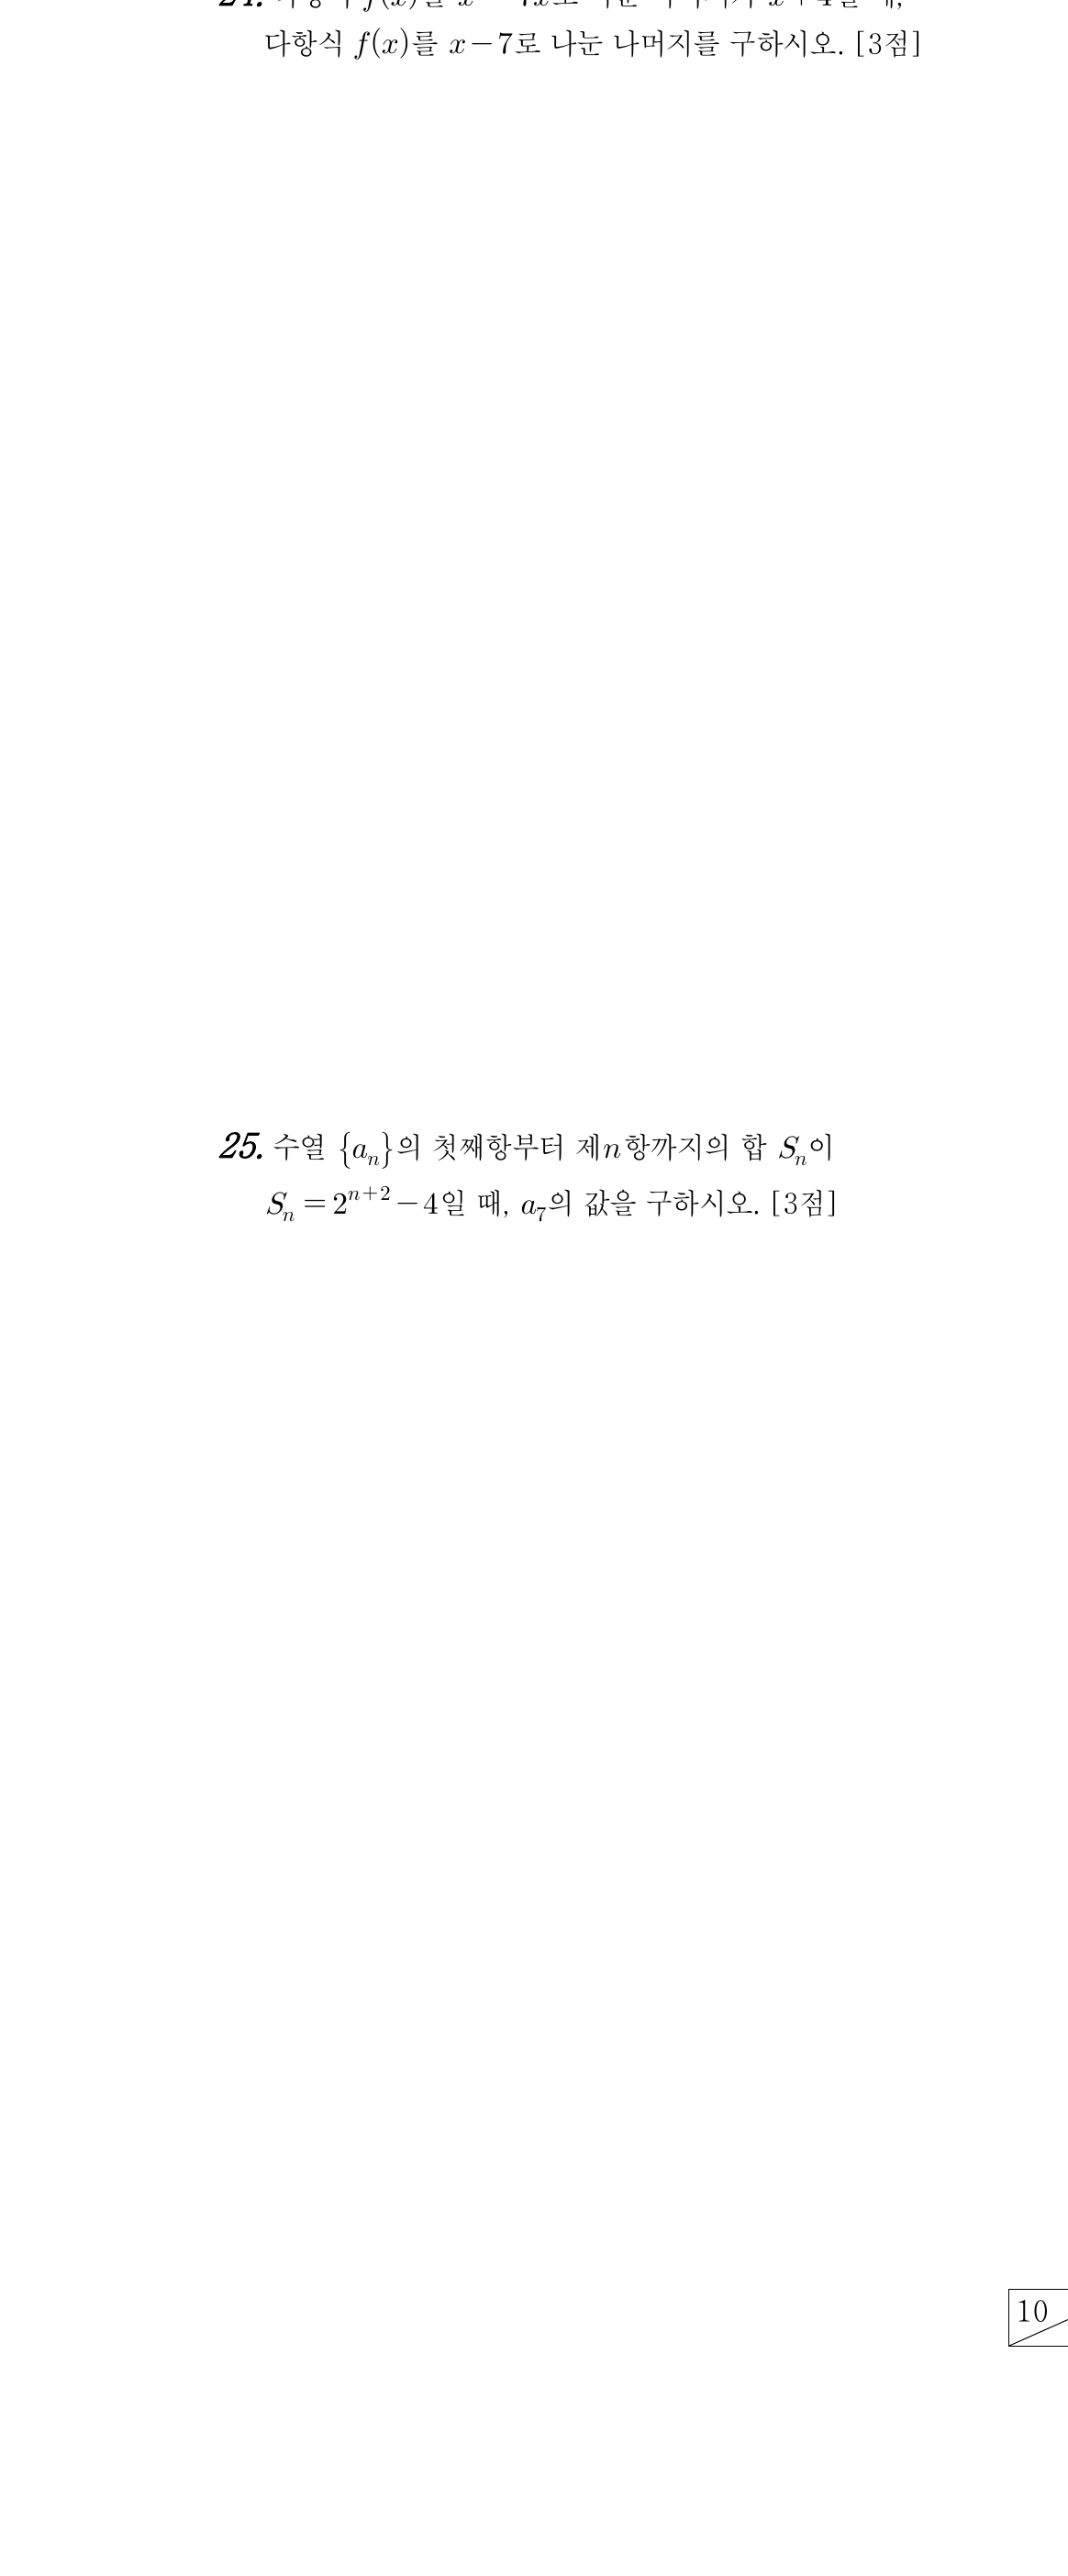 다항식 f(x)를 x-7로 나눈 나머지를 구하시오. [3점]
25. 수열 {aₙ}의 첫째항부터 제n항까지의 합 Sₙ이
Sₙ=2ⁿ⁺²-4일 때, a₇의 값을 구하시오. [3점]
10